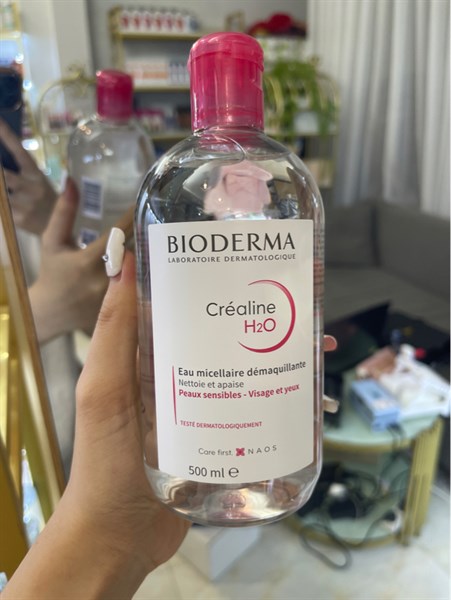 BIODERMA
LABORATOIRE DERMATOLOGIQUE
Créaline
H2O
Eau micellaire démaquillante
Nettoie et apaise
Peaux sensibles - Visage et yeux
TESTÉ DERMATOLOGIQUEMENT
Care first. NAOS
500 ml ℮